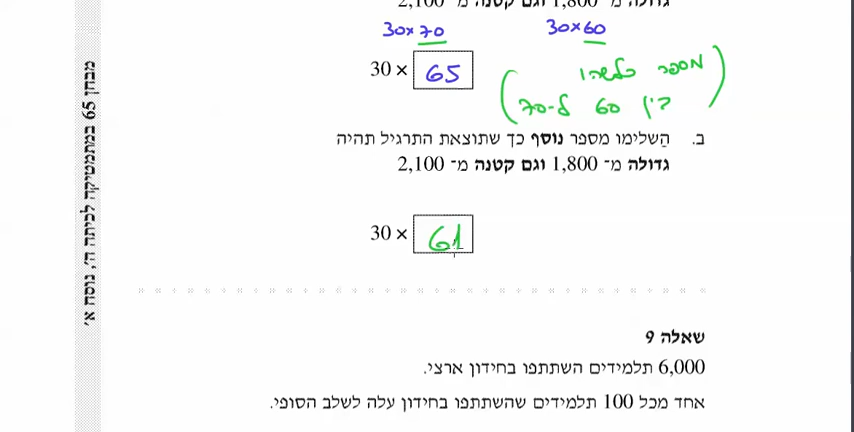 גדולה מ־ 1,800 וגם קטנה מ־ 2,100
30×60
30×70
30 × 65
(מספר כלשהו
בין 60 ל-70)
ב. השלימו מספר נוסף כך שתוצאת התרגיל תהיה
גדולה מ־ 1,800 וגם קטנה מ־ 2,100
30 × 61
שאלה 9
6,000 תלמידים השתתפו בחידון ארצי.
אחד מכל 100 תלמידים שהשתתפו בחידון עלה לשלב הסופי.
מבחן 65 במתמטיקה לכיתה ה', נוסח א'